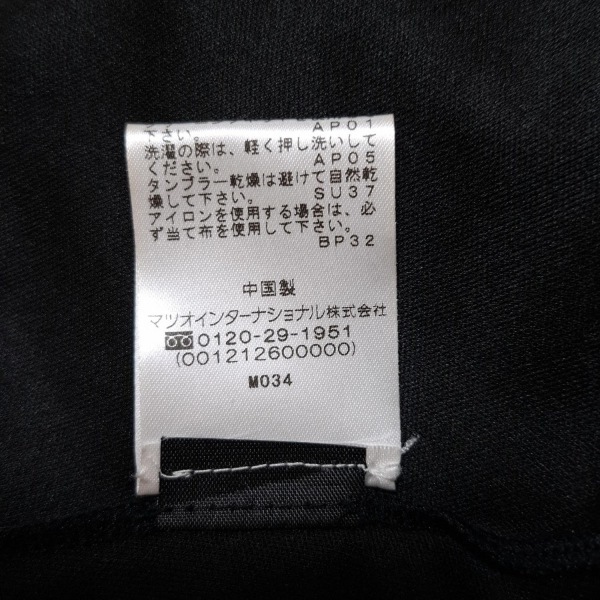 下さい。
AP01
洗濯の際は、軽く押し洗いして
ください。
AP05
タンブラー乾燥は避けて自然乾
燥して下さい。
SU37
アイロンを使用する場合は、必
ず当て布を使用して下さい。
BP32
中国製
マツオインターナショナル株式会社
0120-29-1951
(001212600000)
M034